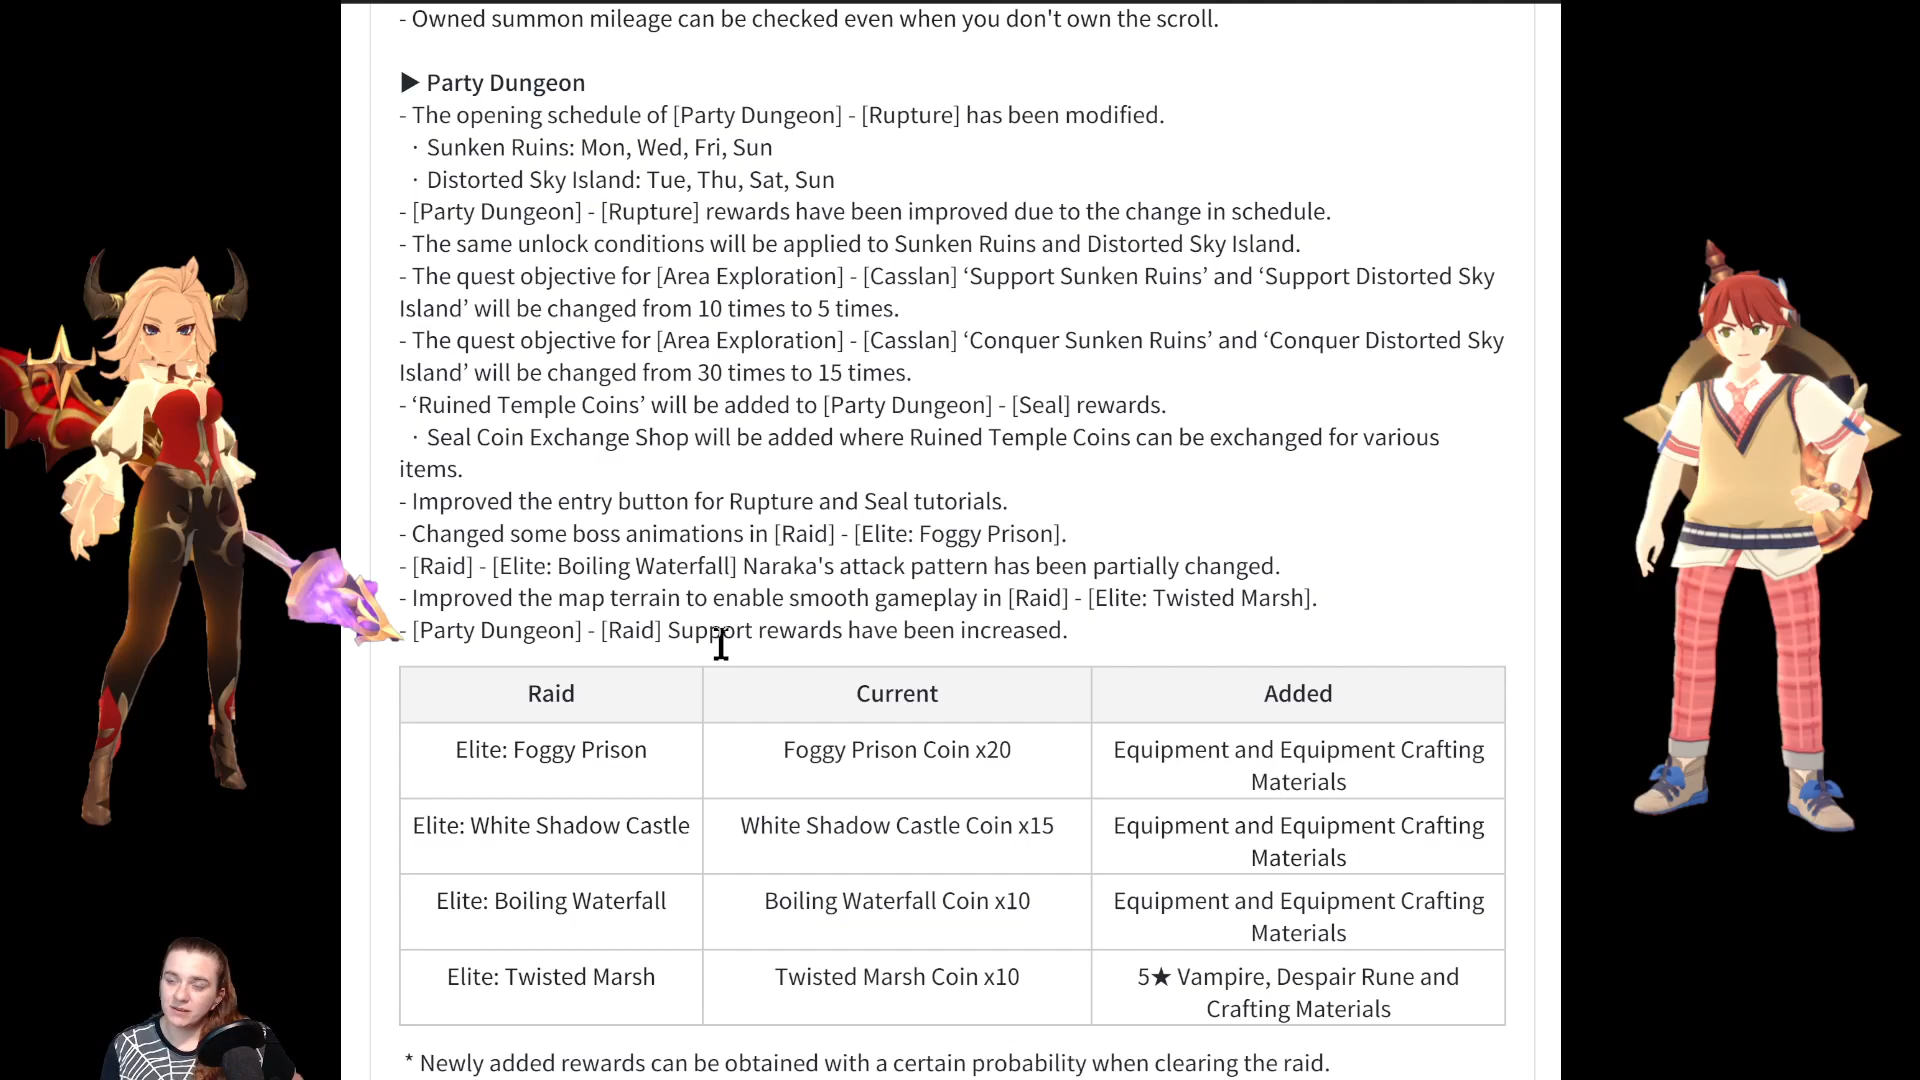 - Owned summon mileage can be checked even when you don't own the scroll.
▶ Party Dungeon
- The opening schedule of [Party Dungeon] - [Rupture] has been modified.
· Sunken Ruins: Mon, Wed, Fri, Sun
· Distorted Sky Island: Tue, Thu, Sat, Sun
- [Party Dungeon] - [Rupture] rewards have been improved due to the change in schedule.
- The same unlock conditions will be applied to Sunken Ruins and Distorted Sky Island.
- The quest objective for [Area Exploration] - [Casslan] ‘Support Sunken Ruins’ and ‘Support Distorted Sky
Island’ will be changed from 10 times to 5 times.
- The quest objective for [Area Exploration] - [Casslan] ‘Conquer Sunken Ruins’ and ‘Conquer Distorted Sky
Island’ will be changed from 30 times to 15 times.
- ‘Ruined Temple Coins’ will be added to [Party Dungeon] - [Seal] rewards.
· Seal Coin Exchange Shop will be added where Ruined Temple Coins can be exchanged for various
items.
- Improved the entry button for Rupture and Seal tutorials.
- Changed some boss animations in [Raid] - [Elite: Foggy Prison].
- [Raid] - [Elite: Boiling Waterfall] Naraka's attack pattern has been partially changed.
- Improved the map terrain to enable smooth gameplay in [Raid] - [Elite: Twisted Marsh].
- [Party Dungeon] - [Raid] Support rewards have been increased.
Raid Current Added
Elite: Foggy Prison Foggy Prison Coin x20 Equipment and Equipment Crafting
Materials
Elite: White Shadow Castle White Shadow Castle Coin x15 Equipment and Equipment Crafting
Materials
Elite: Boiling Waterfall Boiling Waterfall Coin x10 Equipment and Equipment Crafting
Materials
Elite: Twisted Marsh Twisted Marsh Coin x10 5★ Vampire, Despair Rune and
Crafting Materials
* Newly added rewards can be obtained with a certain probability when clearing the raid.